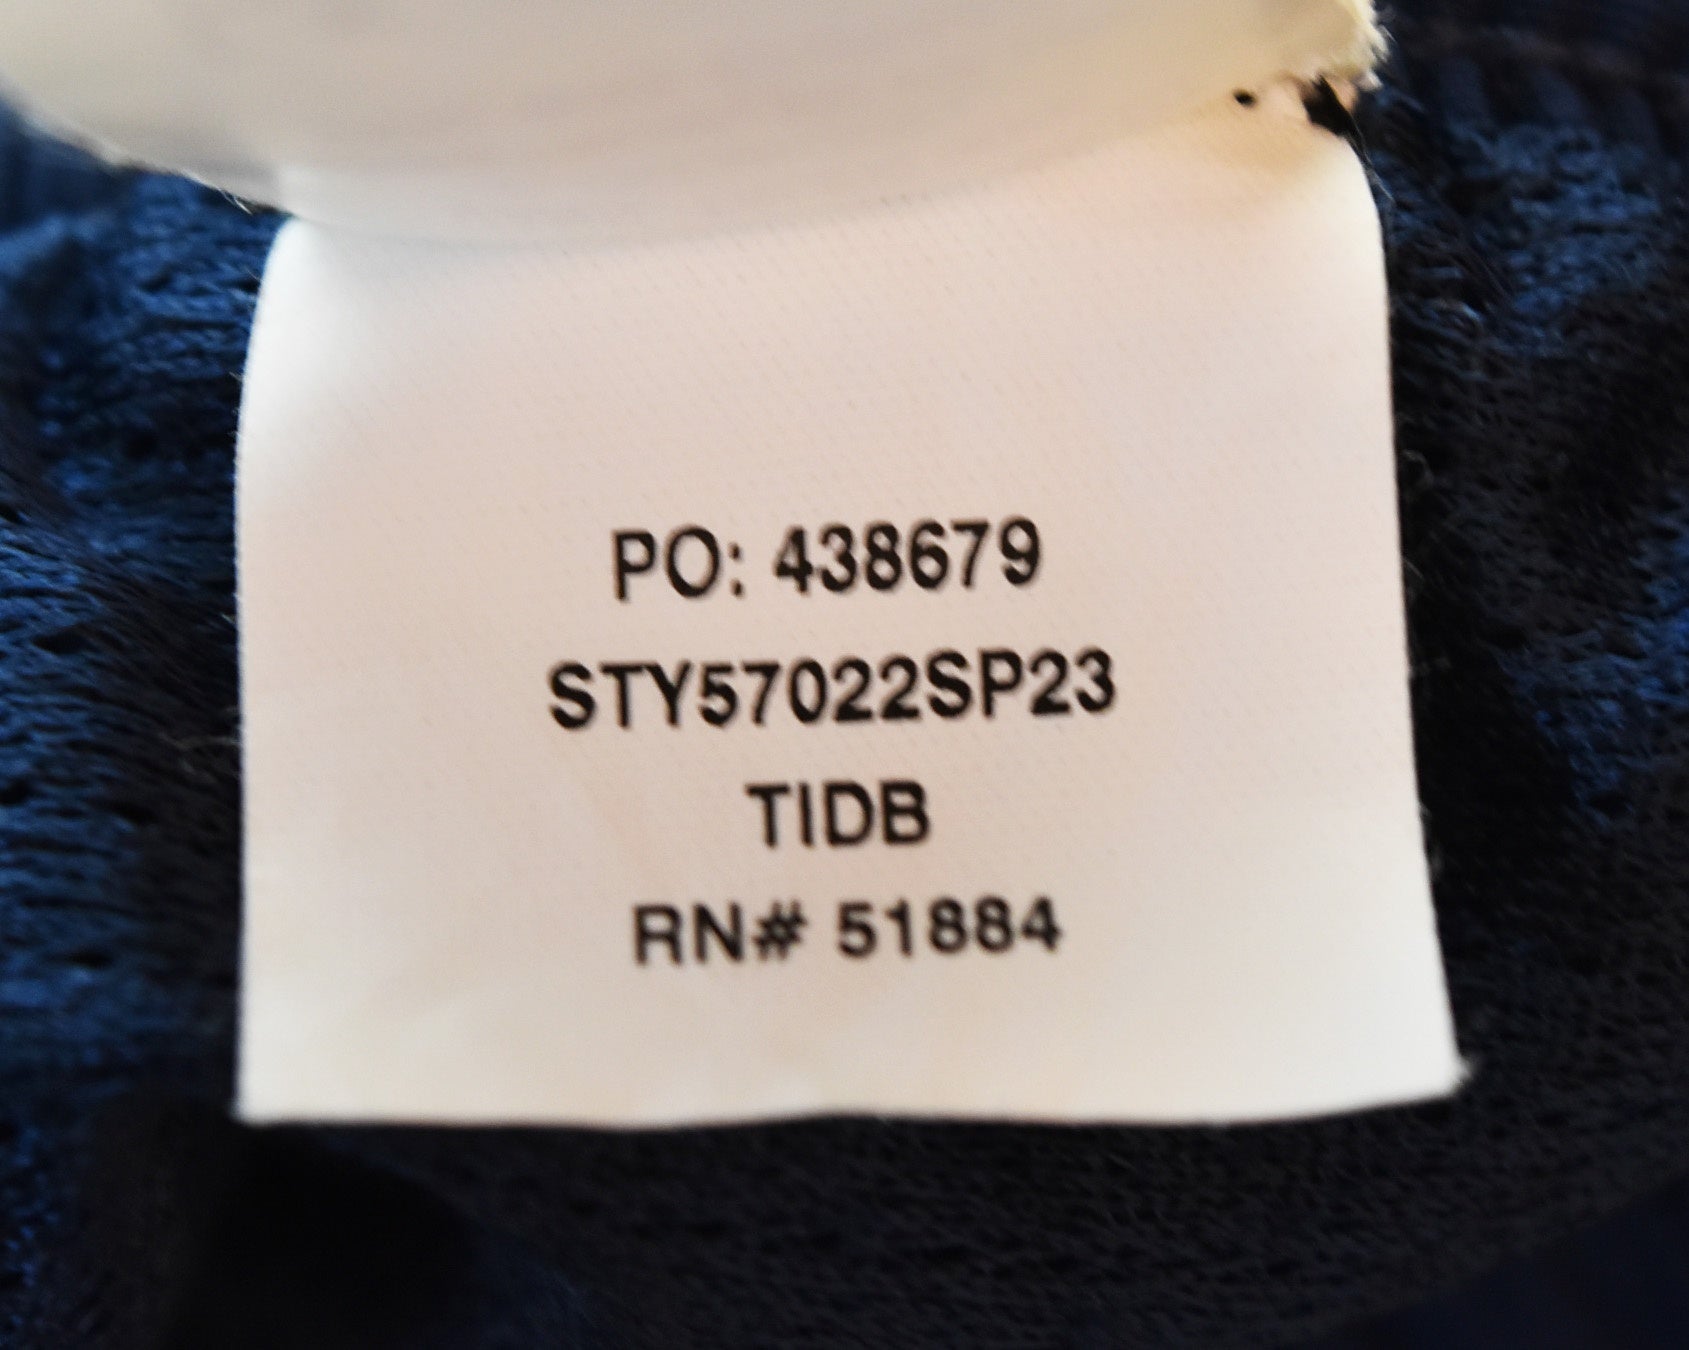 PO: 438679
STY57022SP23
TIDB
RN# 51884